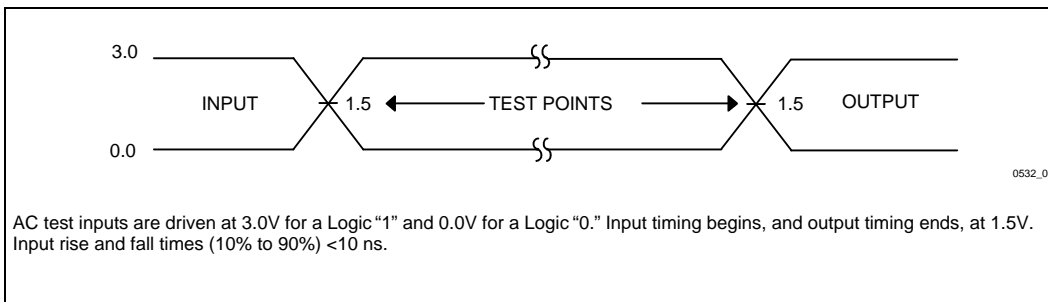 3.0
INPUT 1.5 TEST POINTS 1.5 OUTPUT
0.0
0532_0
AC test inputs are driven at 3.0V for a Logic “1” and 0.0V for a Logic “0.” Input timing begins, and output timing ends, at 1.5V.
Input rise and fall times (10% to 90%) <10 ns.